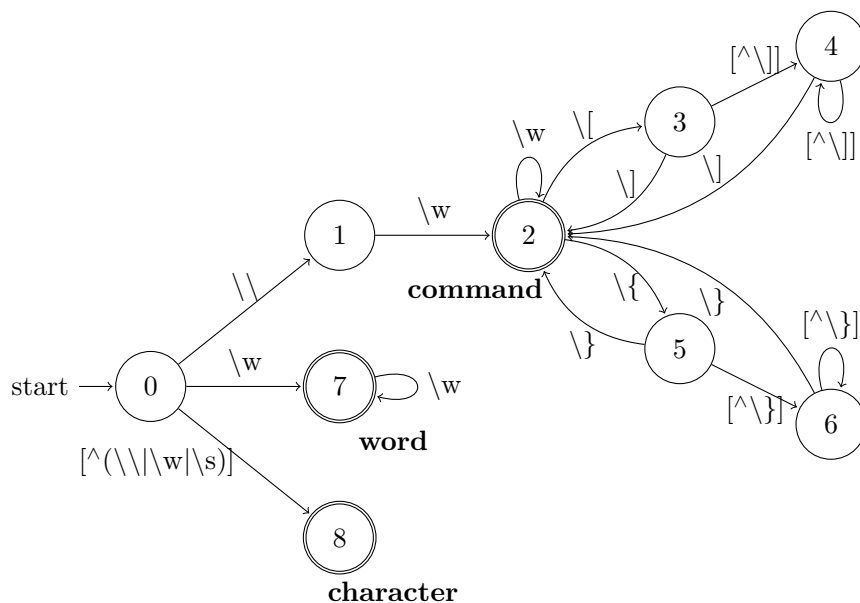 4
[^\]]
3
\w
\[
[^\]]
\]
\]
1
\w
2
command
\\
\{
\}
\}
[^\}]
5
start
0
\w
7
\w
word
[^\}]
6
[^(\\|\w|\s)]
8
character